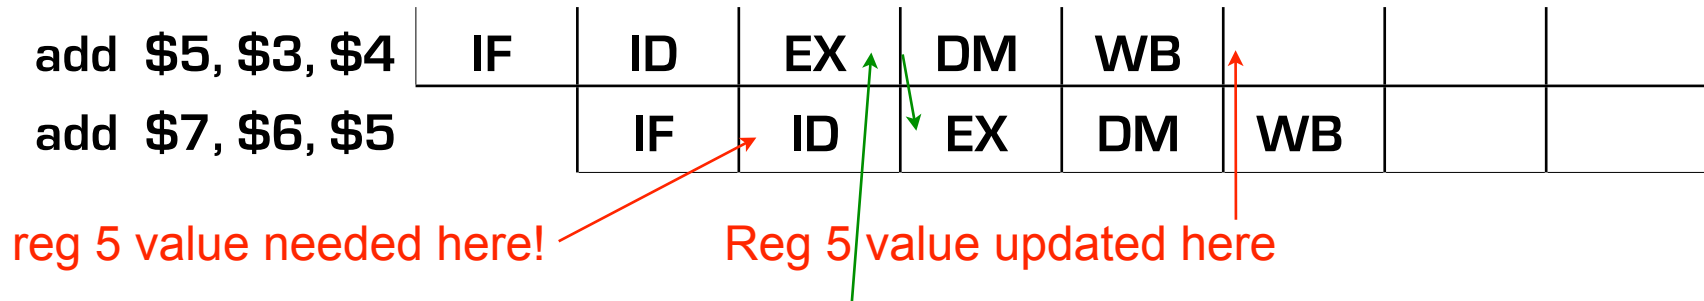 add $5, $3, $4 IF ID EX DM WB
add $7, $6, $5 IF ID EX DM WB
reg 5 value needed here! Reg 5 value updated here